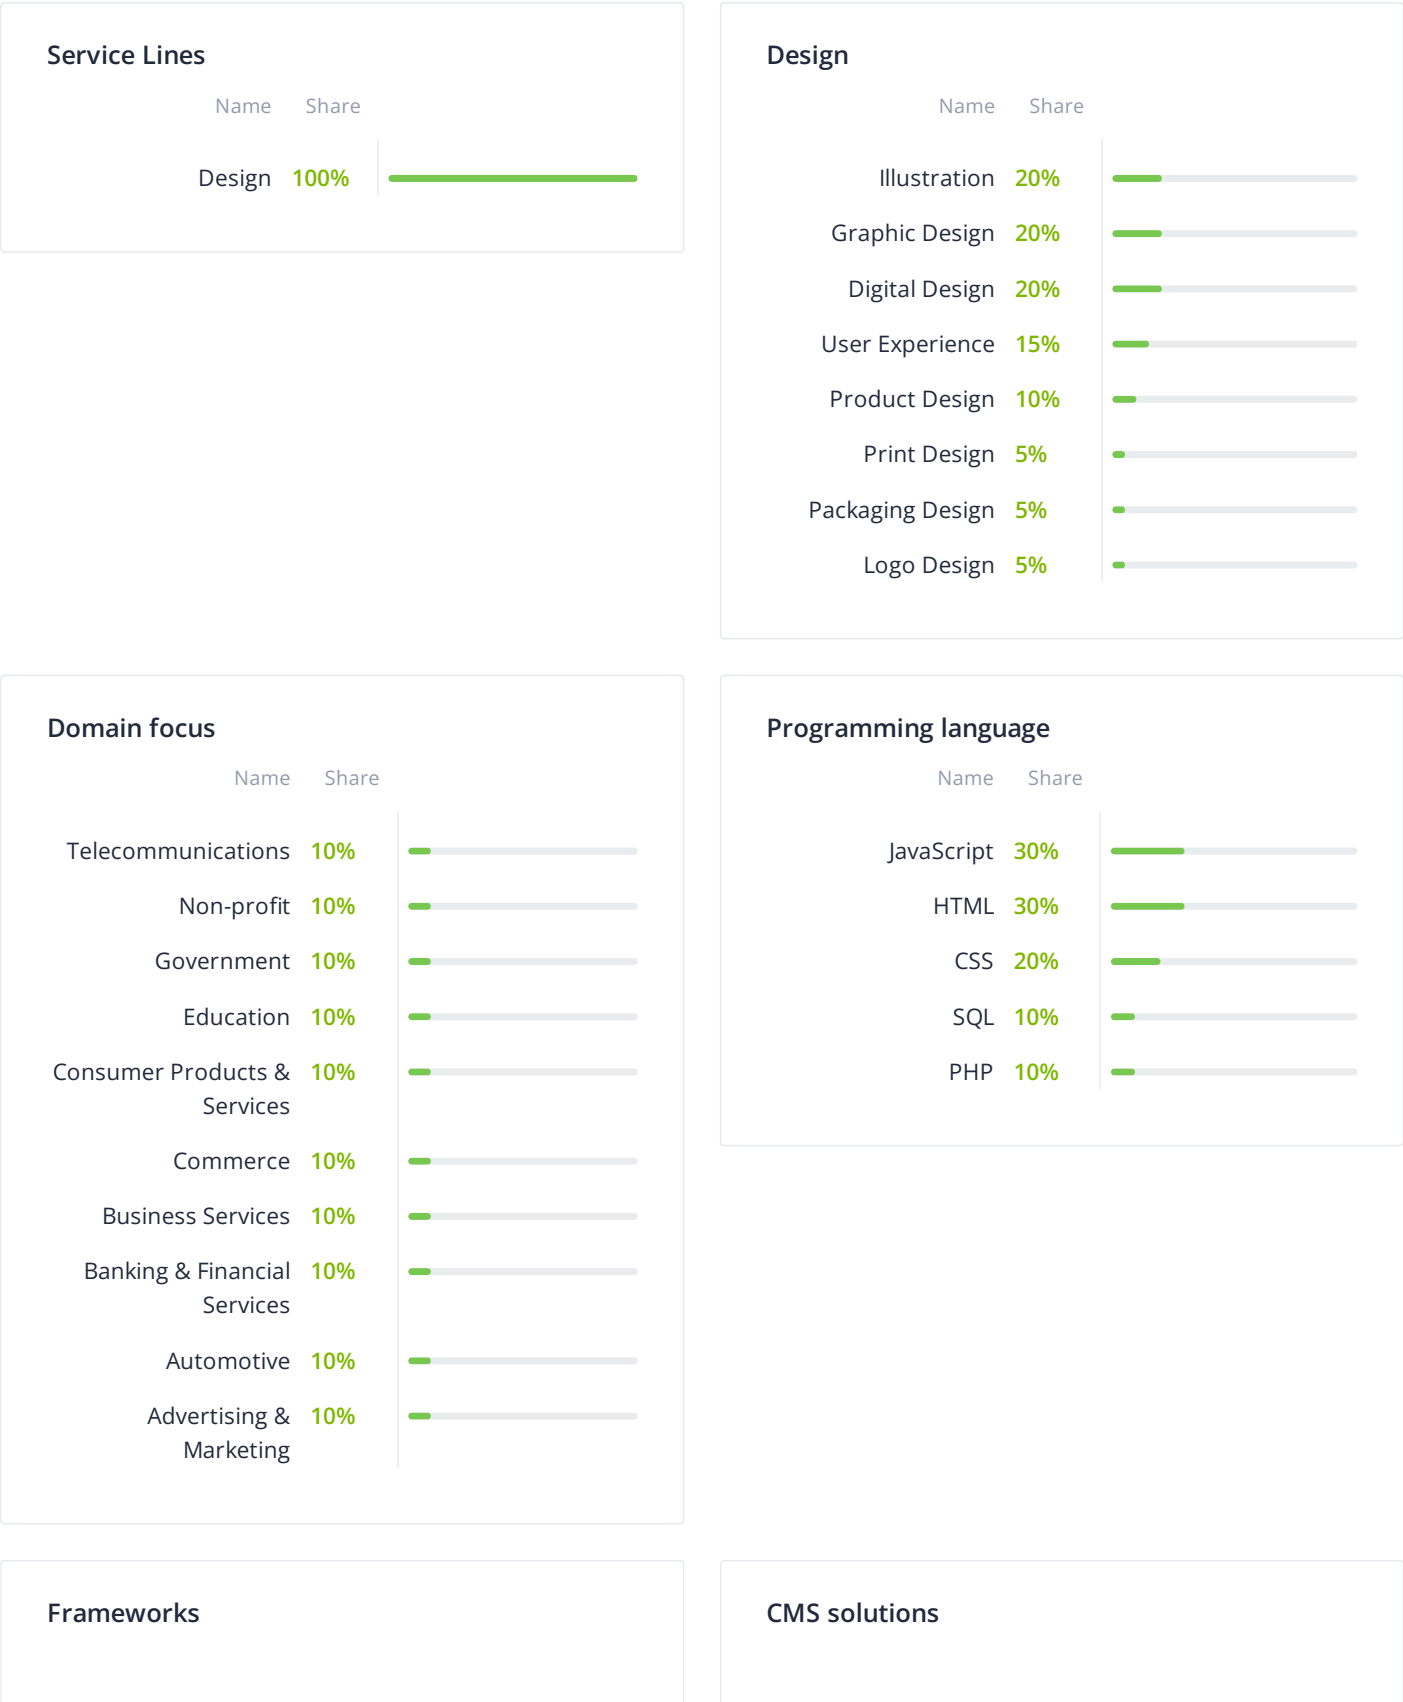 Service Lines
Name Share
Design 100%
Design
Name Share
Illustration 20%
Graphic Design 20%
Digital Design 20%
User Experience 15%
Product Design 10%
Print Design 5%
Packaging Design 5%
Logo Design 5%
Domain focus
Name Share
Telecommunications 10%
Non-profit 10%
Government 10%
Education 10%
Consumer Products & 10%
Services
Commerce 10%
Business Services 10%
Banking & Financial 10%
Services
Automotive 10%
Advertising & 10%
Marketing
Programming language
Name Share
JavaScript 30%
HTML 30%
CSS 20%
SQL 10%
PHP 10%
Frameworks
CMS solutions